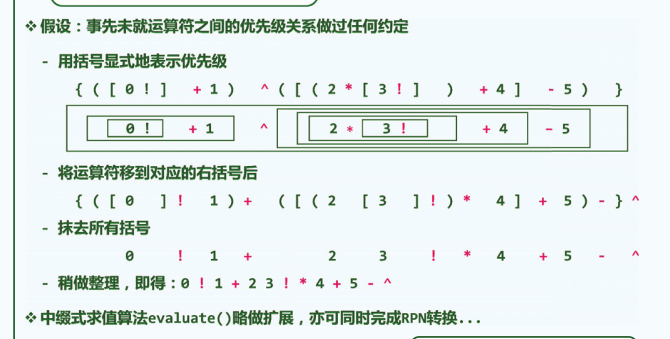 ❖ 假设：事先未就运算符之间的优先级关系做过任何约定
- 用括号显式地表示优先级
{ ( [ 0 ! ] + 1 ) ^ ( [ ( 2 * [ 3 ! ] ) + 4 ] - 5 ) }
0 ! + 1 ^ 2 * 3 ! + 4 - 5
- 将运算符移到对应的右括号后
{ ( [ 0 ] ! 1 ) + ( [ ( 2 [ 3 ] ! ) * 4 ] + 5 ) - } ^
- 抹去所有括号
0 ! 1 + 2 3 ! * 4 + 5 - ^
- 稍做整理，即得：0 ! 1 + 2 3 ! * 4 + 5 - ^
❖ 中缀式求值算法evaluate()略做扩展，亦可同时完成RPN转换...